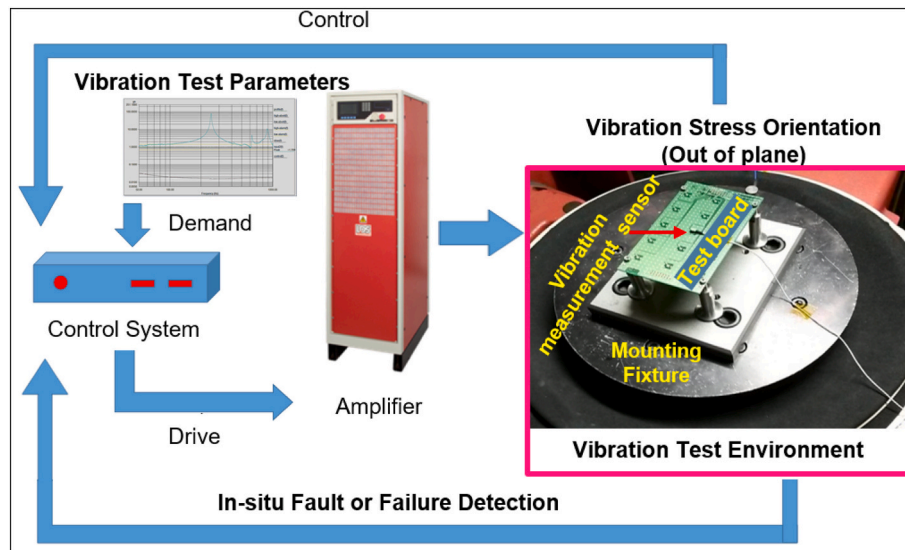 Control
Vibration Test Parameters
Vibration Stress Orientation
(Out of plane)
Demand
Vibration
measurement sensor
Test board
Control System
Mounting
Fixture
Amplifier
Drive
Vibration Test Environment
In-situ Fault or Failure Detection